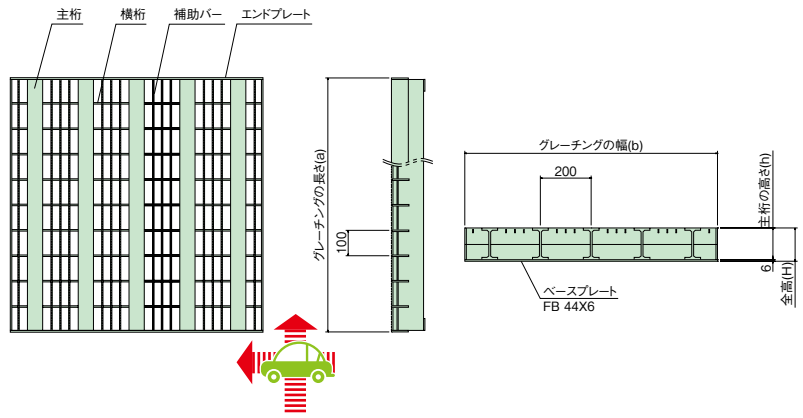 主桁
横桁
補助バー
エンドプレート
グレーチングの長さ(a)
100
グレーチングの幅(b)
200
主桁の高さ(h)
6
全高(H)
ベースプレート
FB 44X6